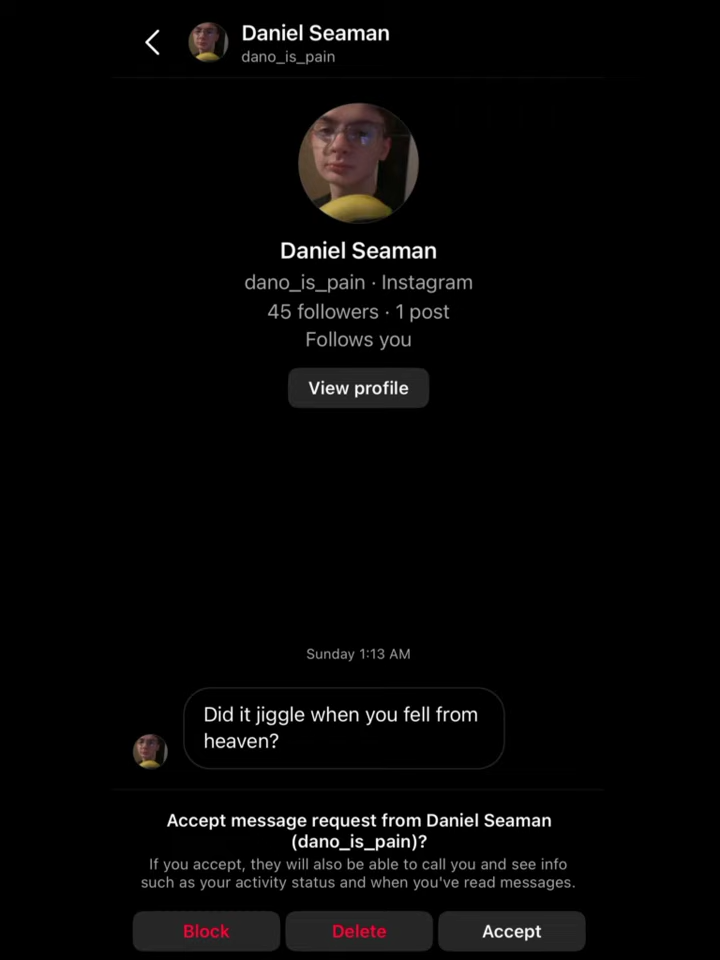 Daniel Seaman
dano_is_pain
Daniel Seaman
dano_is_pain · Instagram
45 followers · 1 post
Follows you
View profile
Sunday 1:13 AM
Did it jiggle when you fell from
heaven?
Accept message request from Daniel Seaman
(dano_is_pain)?
If you accept, they will also be able to call you and see info
such as your activity status and when you've read messages.
Block
Delete
Accept